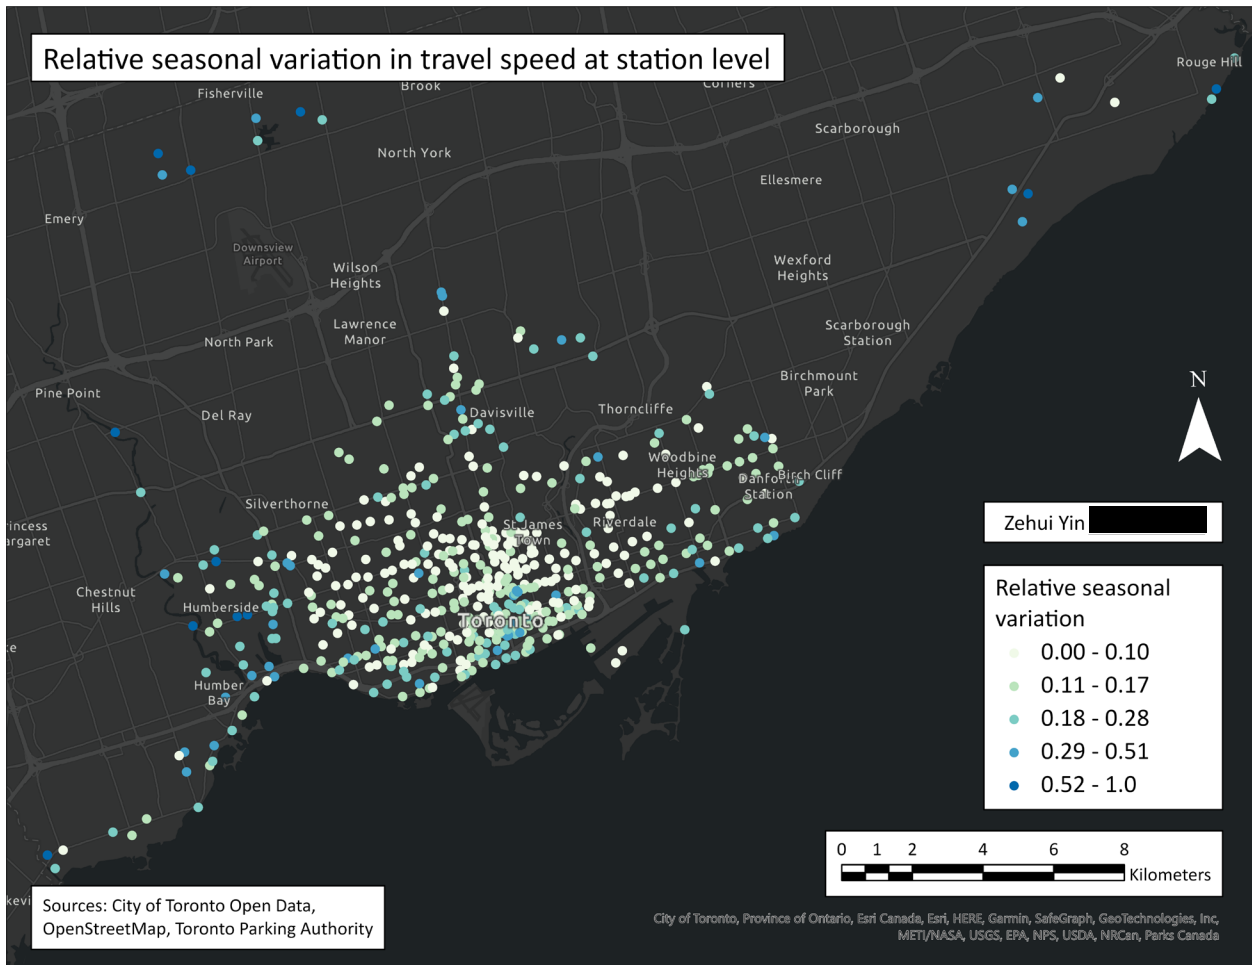 Relative seasonal variation in travel speed at station level
Rouge Hill
Fisherville
Brook
Corners
Scarborough
North York
Ellesmere
Emery
Downsview
Airport
Wilson
Heights
Wexford
Heights
Lawrence
Manor
Scarborough
Station
North Park
N
Birchmount
Park
Pine Point
Del Ray
Davisville
Thorncliffe
Woodbine
Heights
Danforth
Station
Birch Cliff
Silverthorne
St James
Town
Riverdale
rincess
argaret
Zehui Yin
Chestnut
Hills
Humberside
Toronto
Humber
Bay
Relative seasonal
variation
0.00 - 0.10
0.11 - 0.17
0.18 - 0.28
0.29 - 0.51
0.52 - 1.0
0 1 2 4 6 8
Kilometers
kevi
Sources: City of Toronto Open Data,
OpenStreetMap, Toronto Parking Authority
City of Toronto, Province of Ontario, Esri Canada, Esri, HERE, Garmin, SafeGraph, GeoTechnologies, Inc,
METI/NASA, USGS, EPA, NPS, USDA, NRCan, Parks Canada